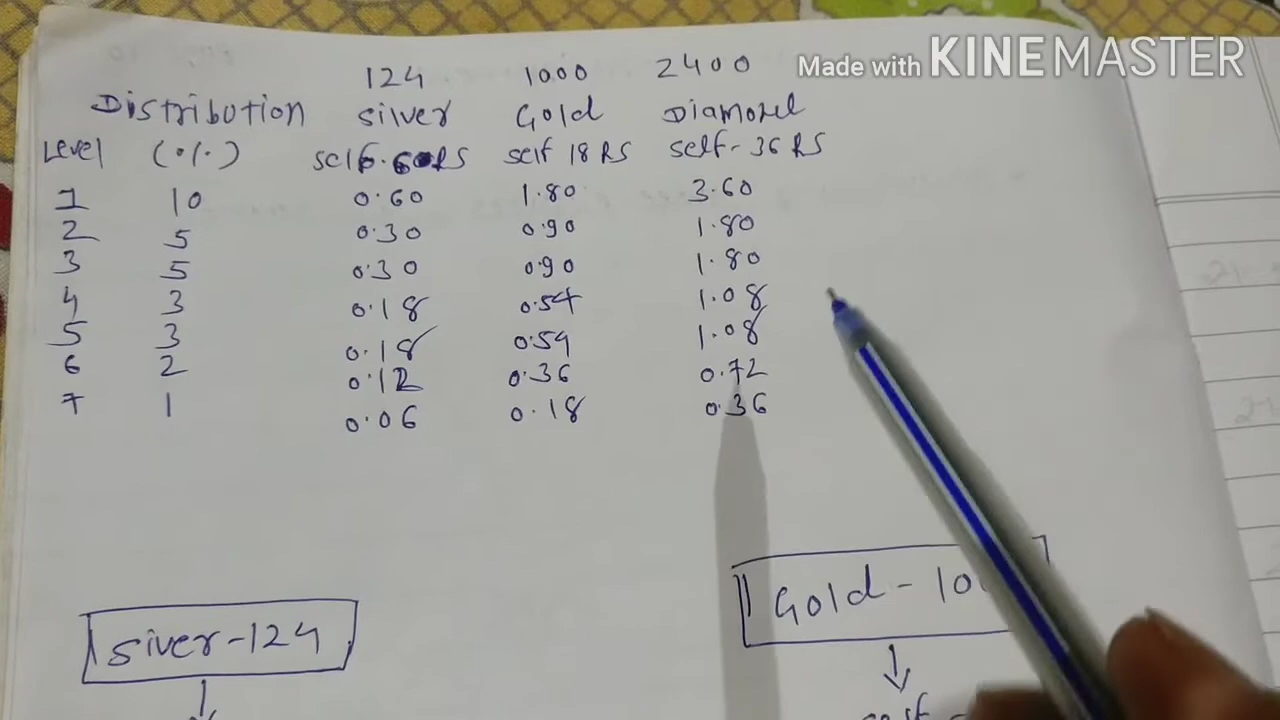 Made with KINEMASTER
124 1000 2400
Distribution Silver Gold Diamond
Level (%) self 6 RS self 18 RS self - 36 RS
1 10 0.60 1.80 3.60
2 5 0.30 0.90 1.80
3 5 0.30 0.90 1.80
4 3 0.18 0.54 1.08
5 3 0.18 0.54 1.08
6 2 0.12 0.36 0.72
7 1 0.06 0.18 0.36
Gold - 10
Siver - 124